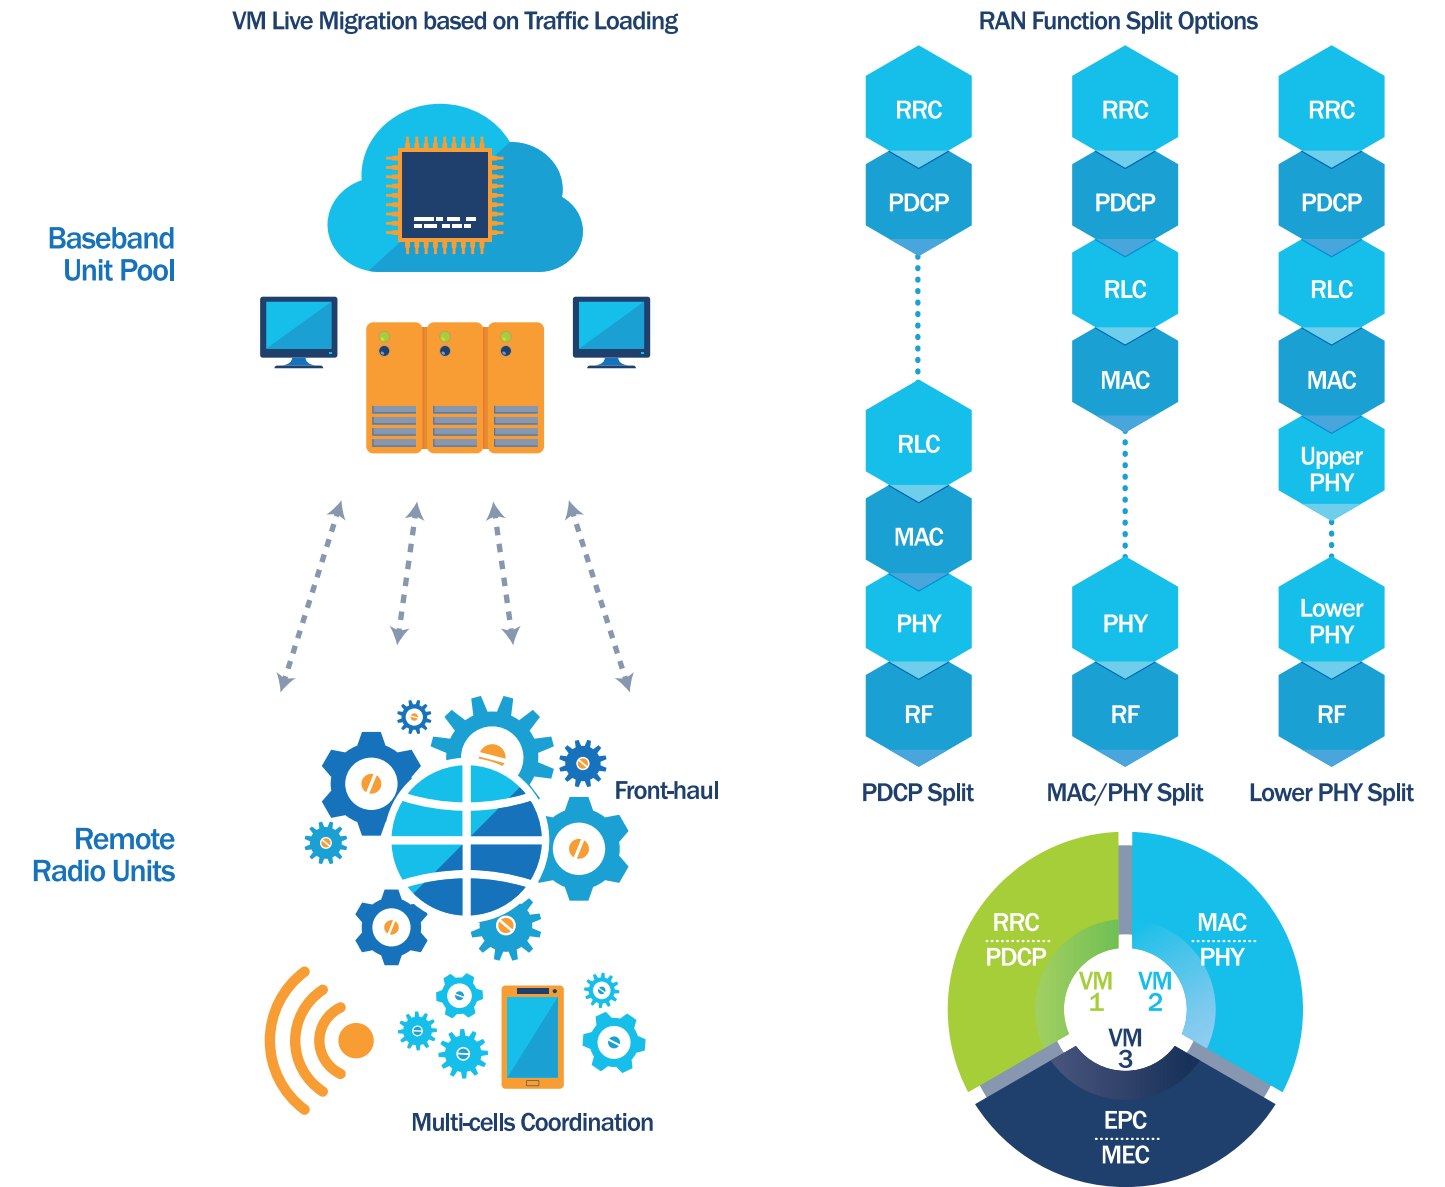 VM Live Migration based on Traffic Loading
Baseband
Unit Pool
Remote
Radio Units
Front-haul
Multi-cells Coordination
RAN Function Split Options
RRC
PDCP
RLC
MAC
PHY
RF
PDCP Split
RRC
PDCP
RLC
MAC
PHY
RF
MAC/PHY Split
RRC
PDCP
RLC
MAC
Upper
PHY
Lower
PHY
RF
Lower PHY Split
RRC
PDCP
VM
1
MAC
PHY
VM
2
VM
3
EPC
MEC